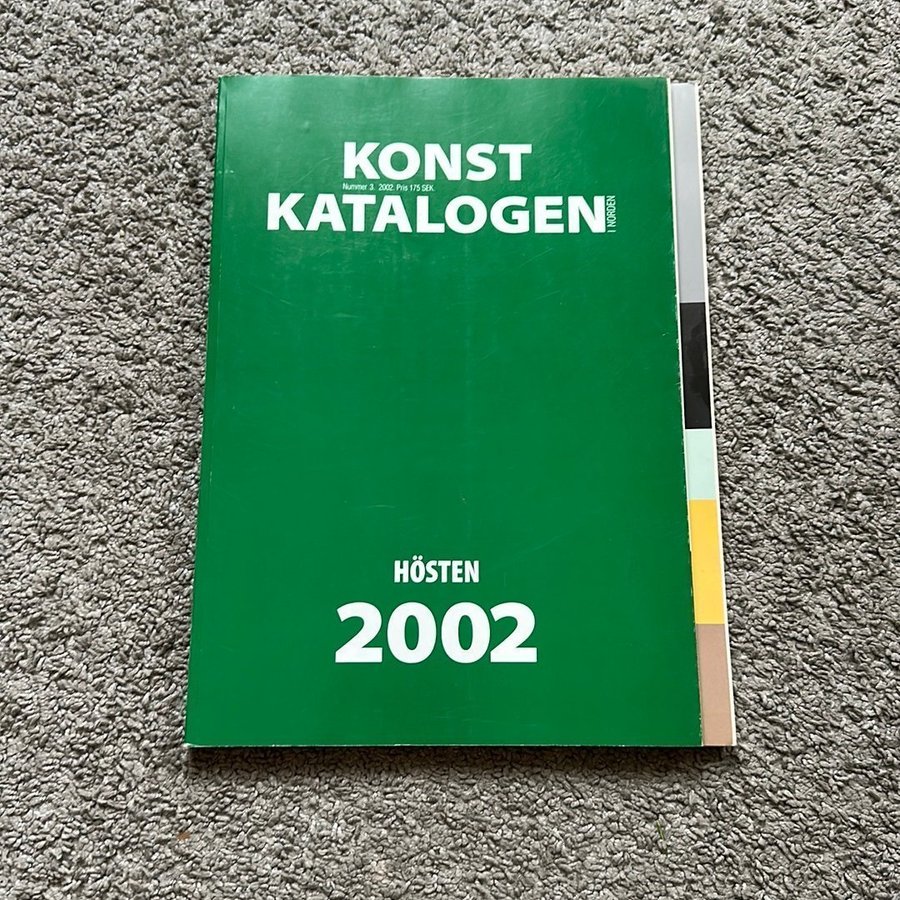 KONST
Nummer 3. 2002. Pris 175 SEK.
KATALOGEN
I NORDEN
HÖSTEN
2002